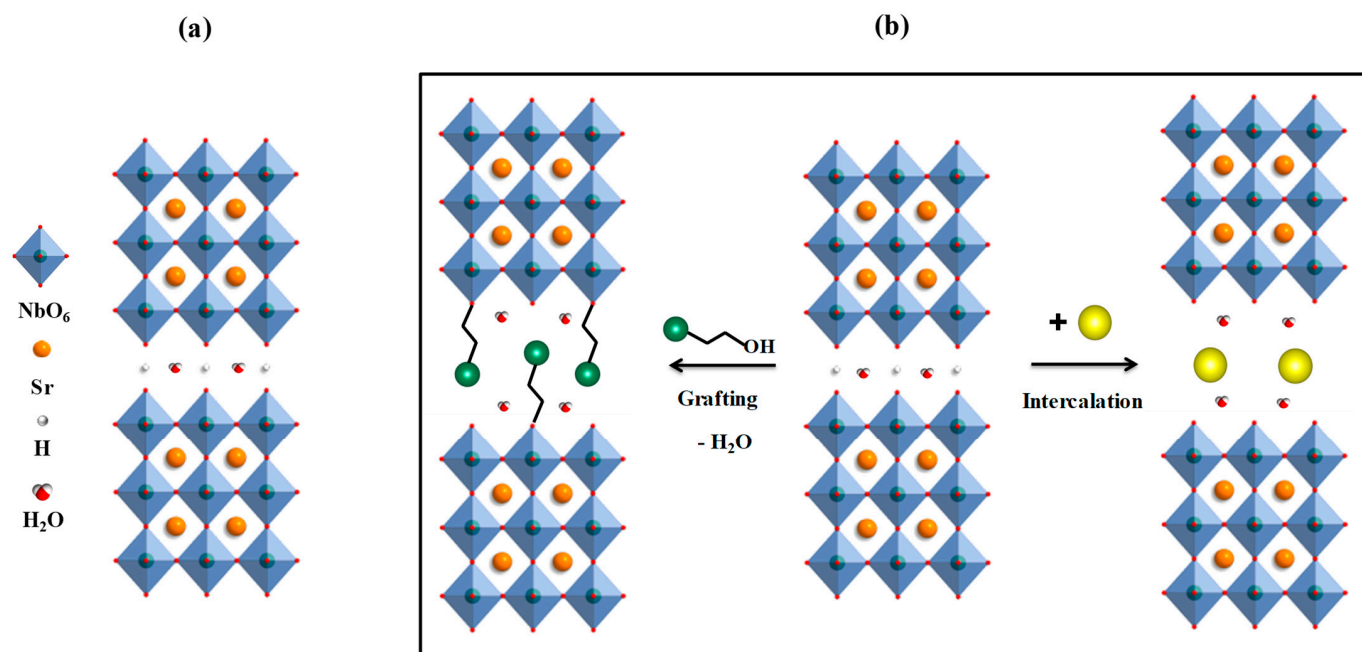 (a)
(b)
NbO₆
Sr
H
H₂O
OH
Grafting
- H₂O
+
Intercalation